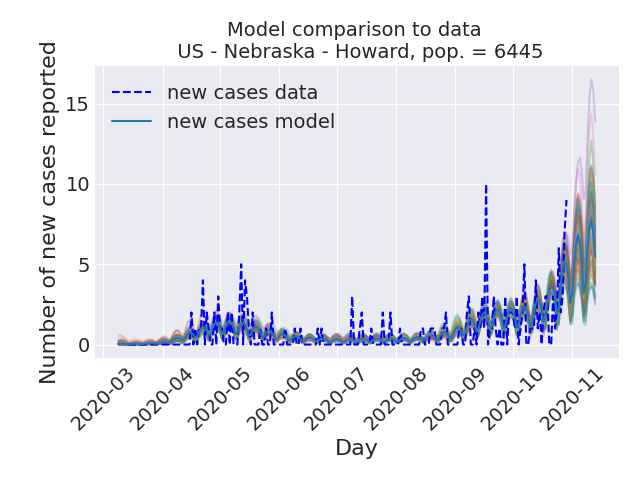 Model comparison to data
US - Nebraska - Howard, pop. = 6445
Number of new cases reported
15
10
5
0
new cases data
new cases model
2020-03
2020-04
2020-05
2020-06
2020-07
2020-08
2020-09
2020-10
2020-11
Day